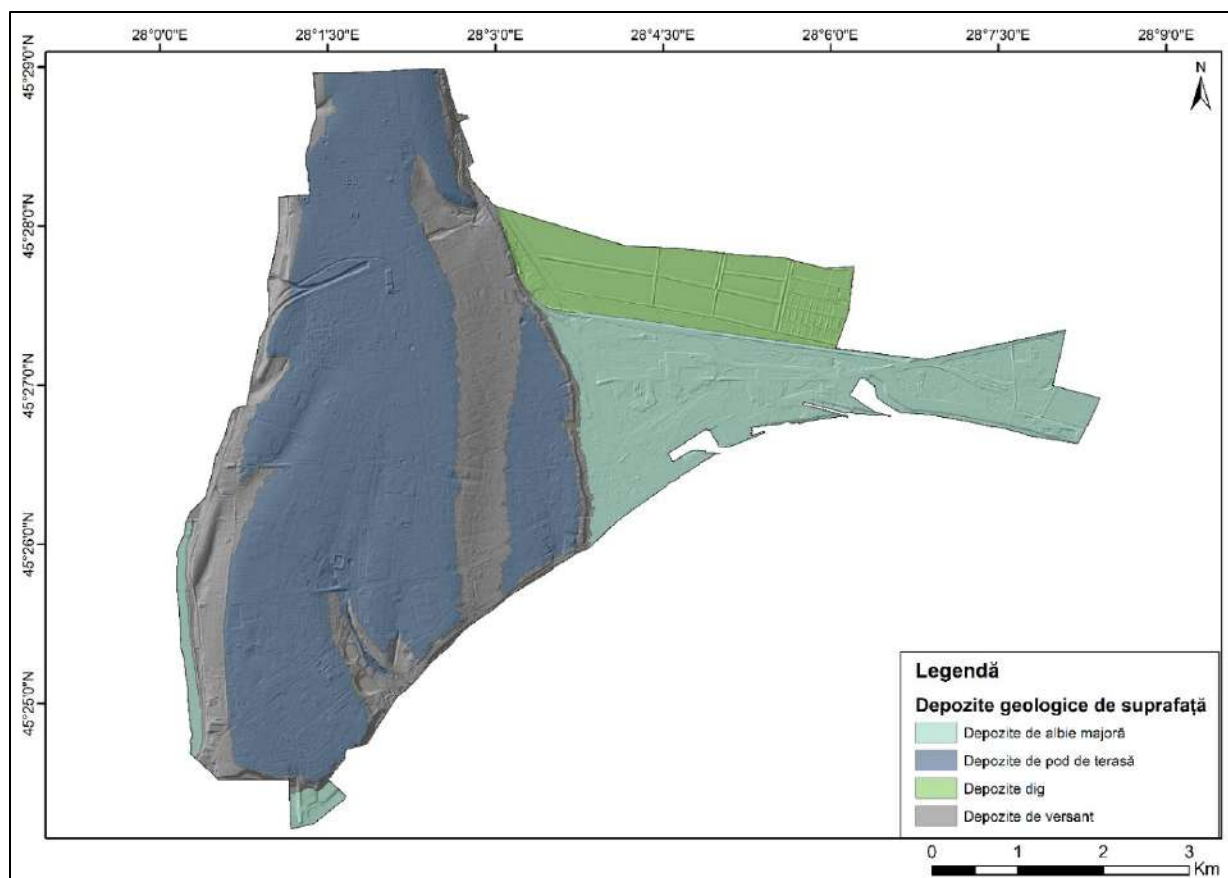 28°0'0"E 28°1'30"E 28°3'0"E 28°4'30"E 28°6'0"E 28°7'30"E 28°9'0"E
N
45°29'0"N
45°28'0"N
45°27'0"N
45°26'0"N
45°25'0"N
Legendă
Depozite geologice de suprafață
Depozite de albie majoră
Depozite de pod de terasă
Depozite dig
Depozite de versant
0 1 2 3
Km